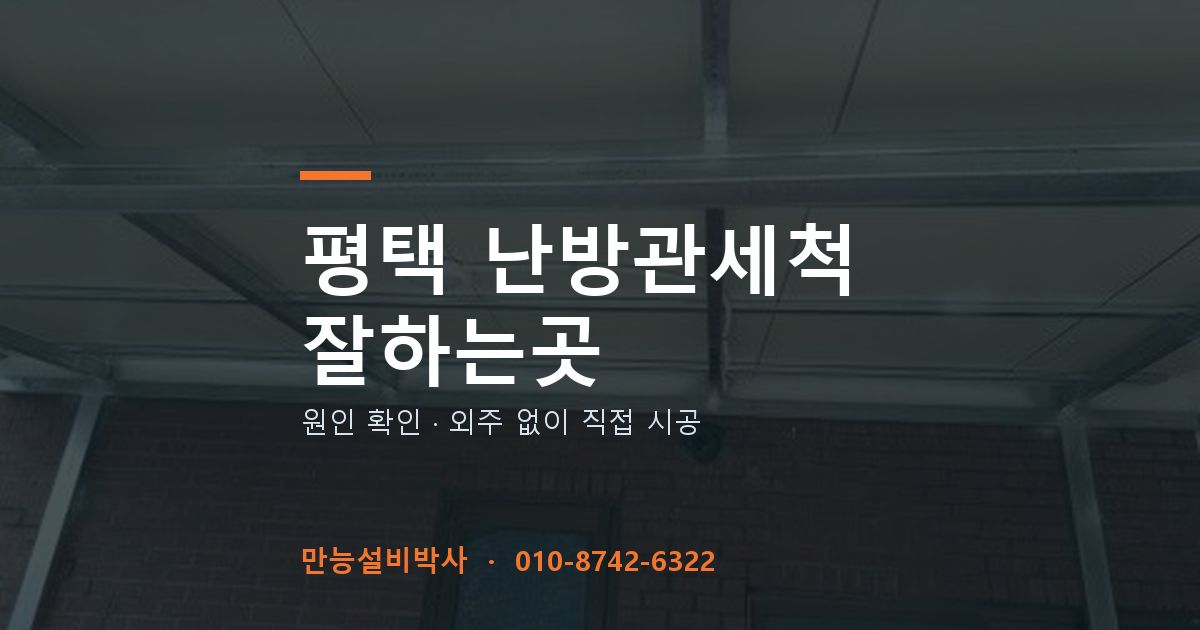 평택 난방관세척
잘하는곳
원인 확인 · 외주 없이 직접 시공
만능설비박사 · 010-8742-6322